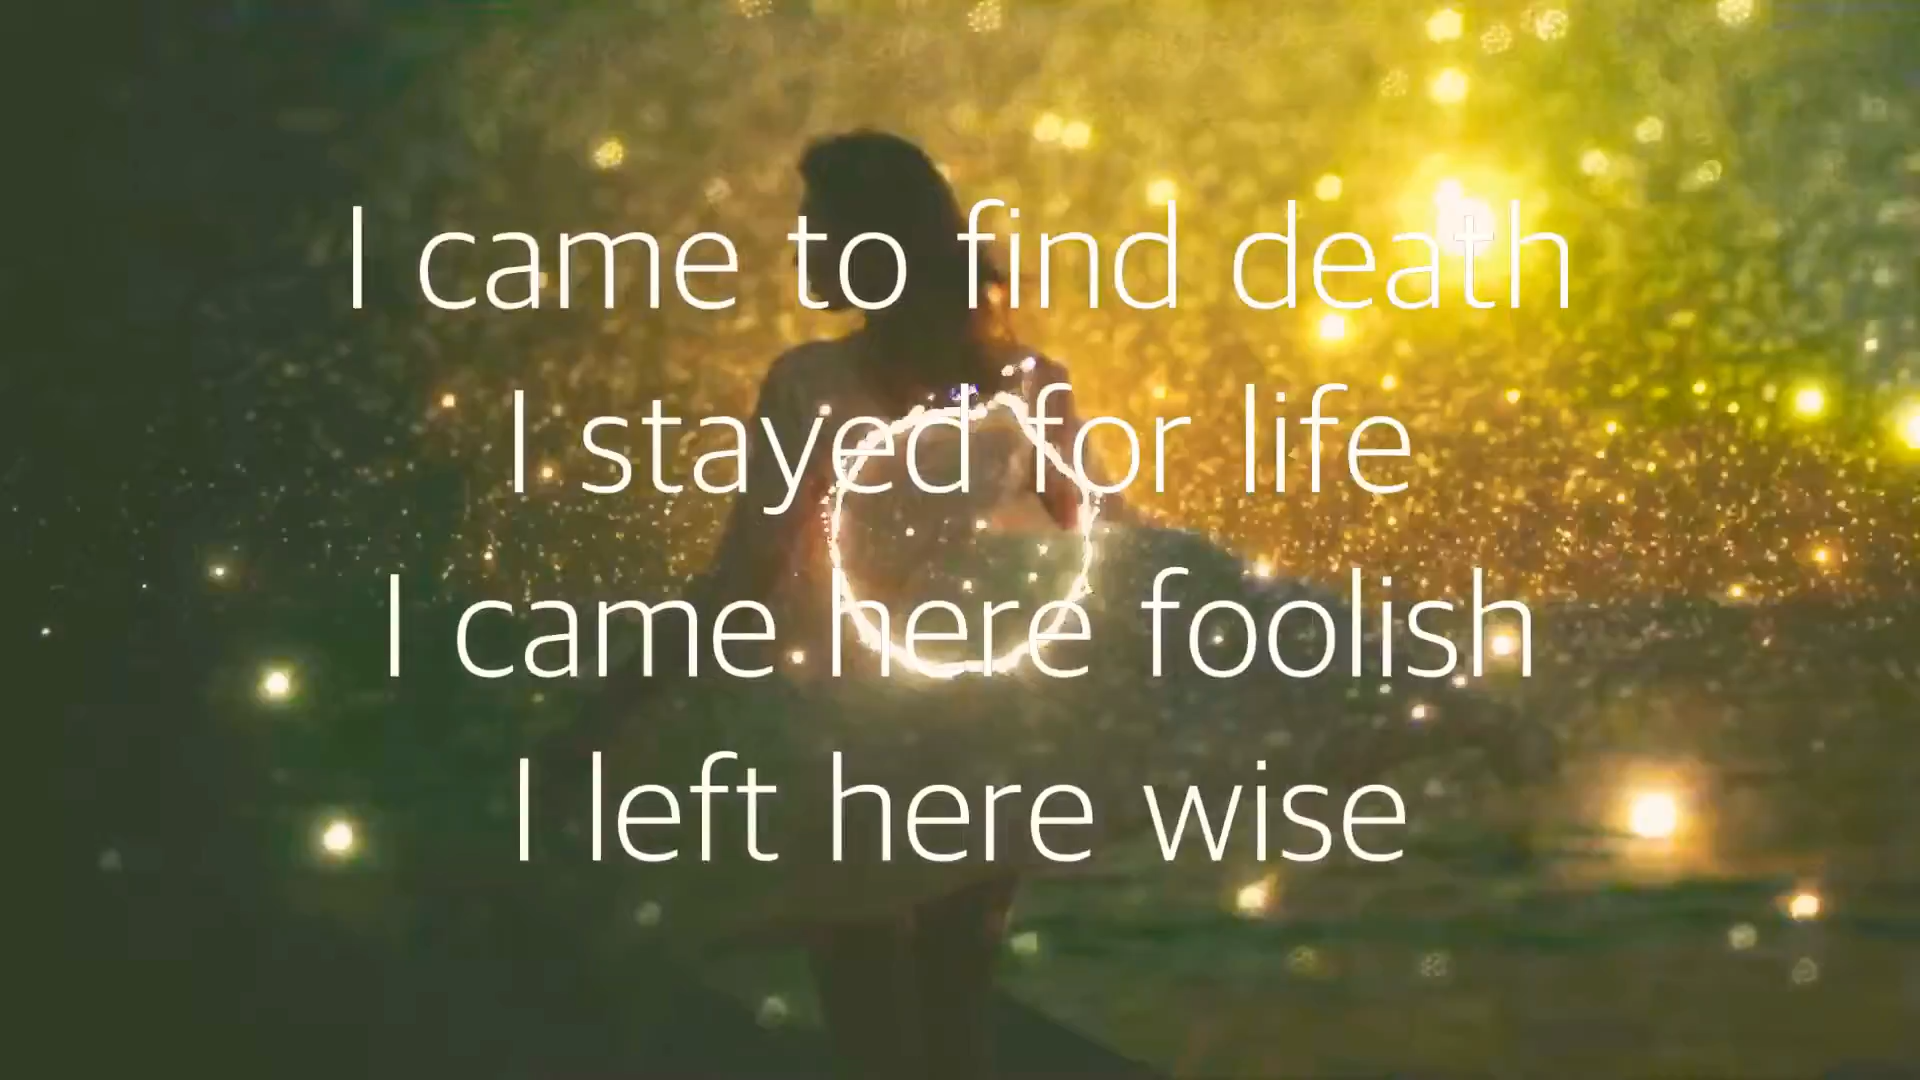 I came to find death
I stayed for life
I came here foolish
I left here wise